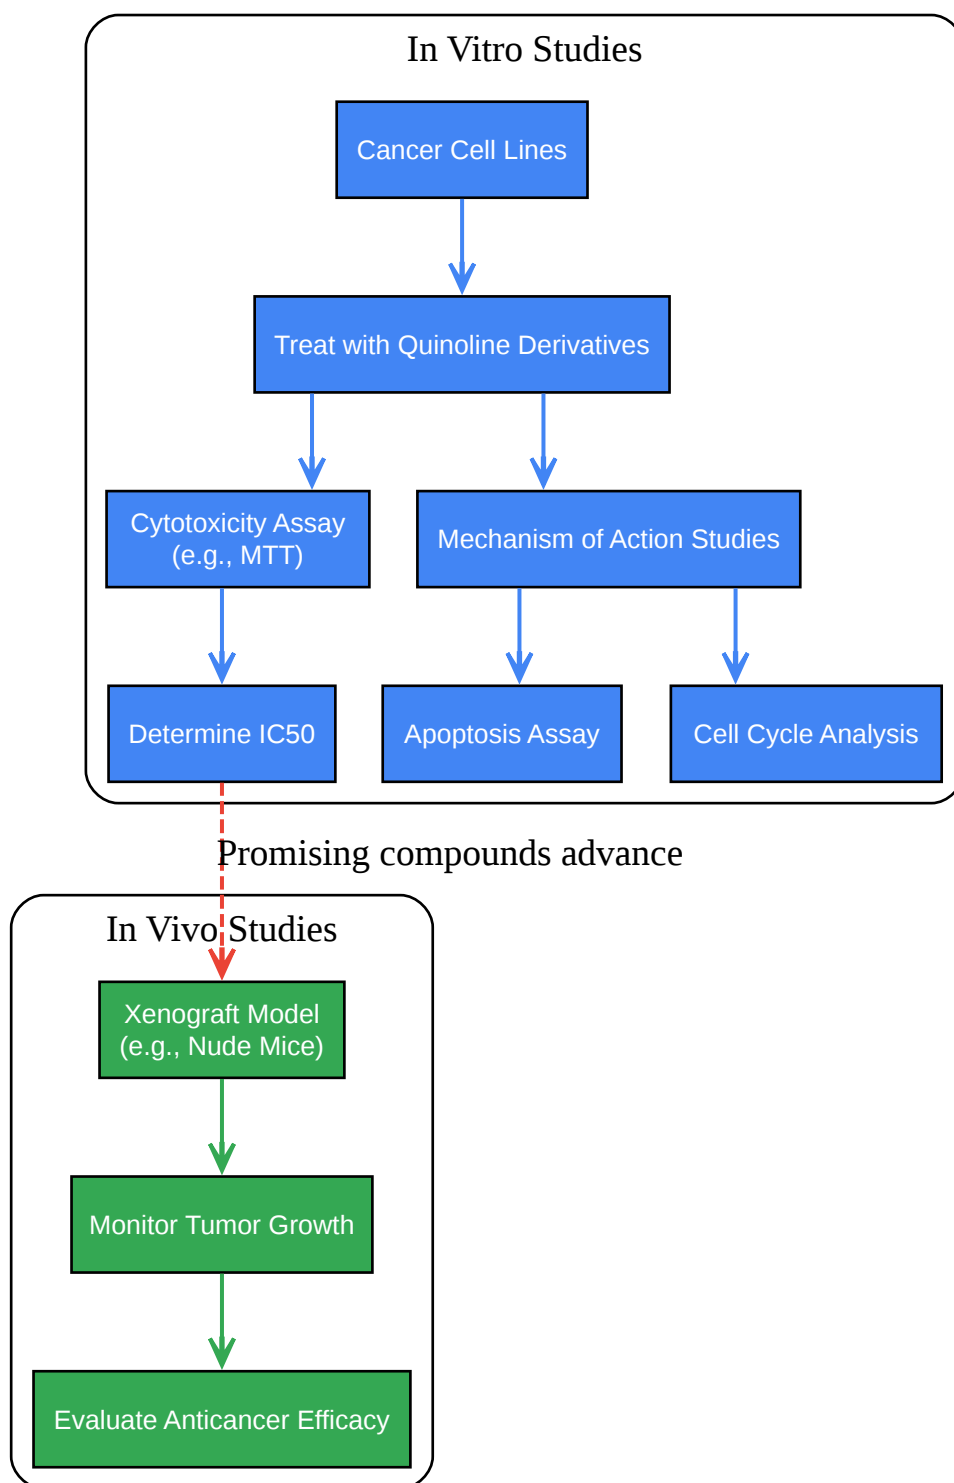 In Vitro Studies
Cancer Cell Lines
Treat with Quinoline Derivatives
Cytotoxicity Assay
(e.g., MTT)
Mechanism of Action Studies
Determine IC50
Apoptosis Assay
Cell Cycle Analysis
Promising compounds advance
In Vivo Studies
Xenograft Model
(e.g., Nude Mice)
Monitor Tumor Growth
Evaluate Anticancer Efficacy